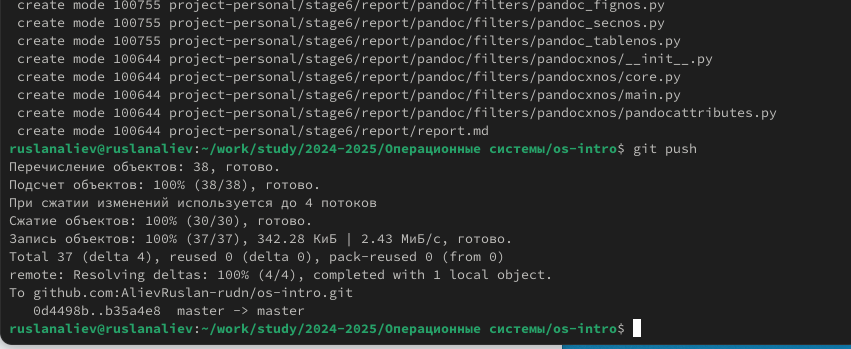 create mode 100755 project-personal/stage6/report/pandoc/filters/pandoc_fignos.py
create mode 100755 project-personal/stage6/report/pandoc/filters/pandoc_secnos.py
create mode 100755 project-personal/stage6/report/pandoc/filters/pandoc_tablenos.py
create mode 100644 project-personal/stage6/report/pandoc/filters/pandocxnos/__init__.py
create mode 100644 project-personal/stage6/report/pandoc/filters/pandocxnos/core.py
create mode 100644 project-personal/stage6/report/pandoc/filters/pandocxnos/main.py
create mode 100644 project-personal/stage6/report/pandoc/filters/pandocxnos/pandocattributes.py
create mode 100644 project-personal/stage6/report/report.md
ruslanaliev@ruslanaliev:~/work/study/2024-2025/Операционные системы/os-intro$ git push
Перечисление объектов: 38, готово.
Подсчет объектов: 100% (38/38), готово.
При сжатии изменений используется до 4 потоков
Сжатие объектов: 100% (30/30), готово.
Запись объектов: 100% (37/37), 342.28 КиБ | 2.43 МиБ/с, готово.
Total 37 (delta 4), reused 0 (delta 0), pack-reused 0 (from 0)
remote: Resolving deltas: 100% (4/4), completed with 1 local object.
To github.com:AlievRuslan-rudn/os-intro.git
0d4498b..b35a4e8  master -> master
ruslanaliev@ruslanaliev:~/work/study/2024-2025/Операционные системы/os-intro$